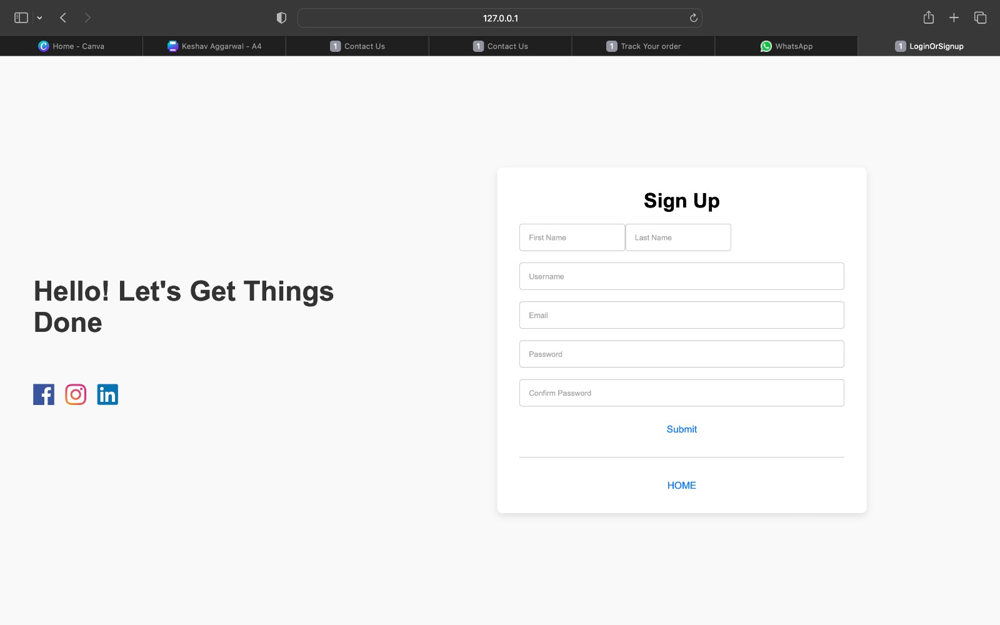 127.0.0.1
Home - Canva
Keshav Aggarwal - A4
1 Contact Us
1 Contact Us
1 Track Your order
WhatsApp
1 LoginOrSignup
Hello! Let's Get Things
Done
in
Sign Up
First Name
Last Name
Username
Email
Password
Confirm Password
Submit
HOME